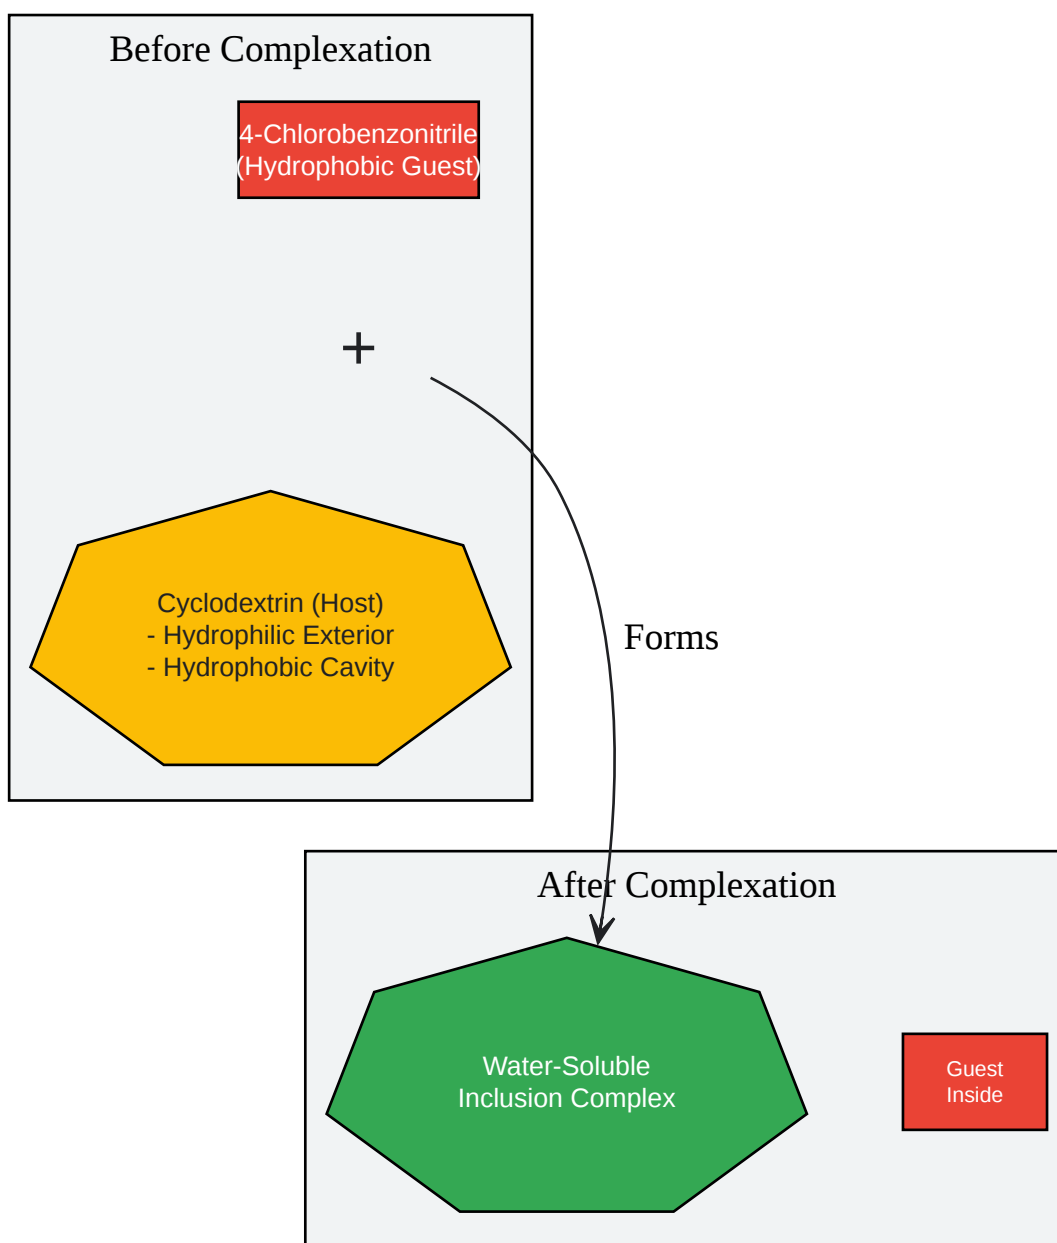 Before Complexation
4-Chlorobenzonitrile
(Hydrophobic Guest)
+
Cyclodextrin (Host)
- Hydrophilic Exterior
- Hydrophobic Cavity
Forms
After Complexation
Water-Soluble
Inclusion Complex
Guest
Inside